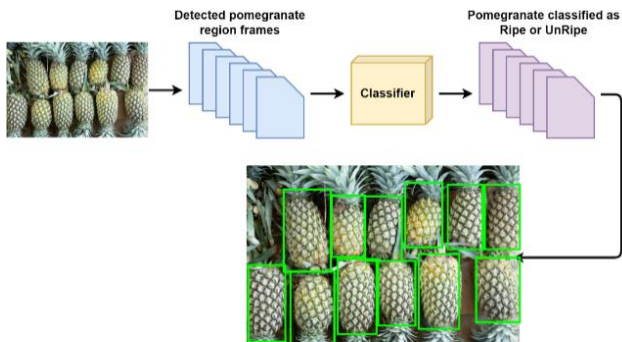 Detected pomegranate
region frames
Pomegranate classified as
Ripe or UnRipe
Classifier